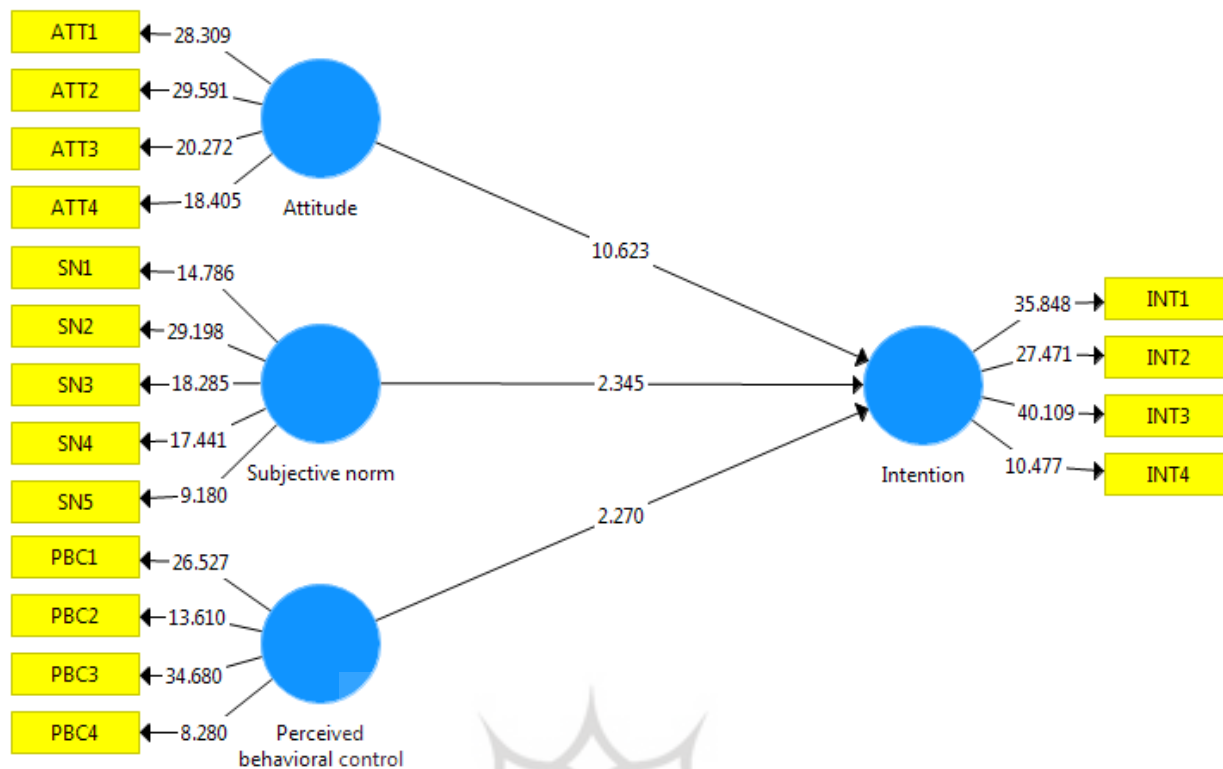 ATT1
28.309
ATT2
29.591
ATT3
20.272
ATT4
18.405
Attitude
SN1
14.786
SN2
29.198
SN3
18.285
SN4
17.441
SN5
9.180
Subjective norm
PBC1
26.527
PBC2
13.610
PBC3
34.680
PBC4
8.280
Perceived
behavioral control
10.623
2.345
2.270
Intention
35.848
INT1
27.471
INT2
40.109
INT3
10.477
INT4